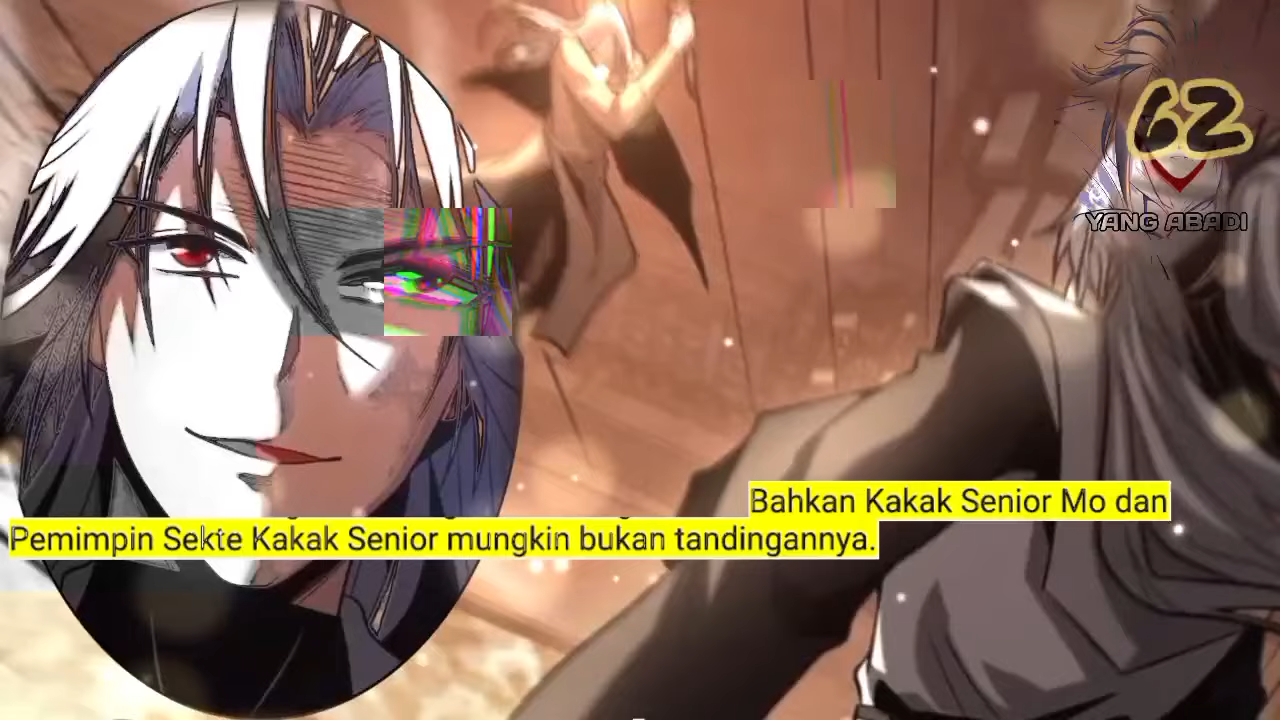 62
YANG ABADI
Bahkan Kakak Senior Mo dan
Pemimpin Sekte Kakak Senior mungkin bukan tandingannya.